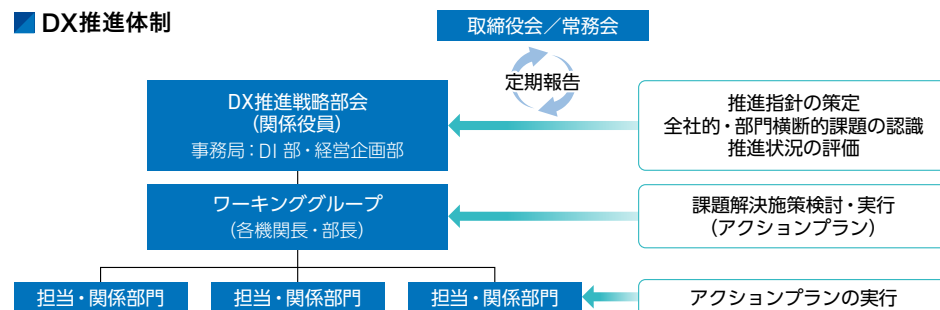 DX推進体制
取締役会／常務会
定期報告
DX推進戦略部会
(関係役員)
事務局：DI 部・経営企画部
推進指針の策定
全社的・部門横断的課題の認識
推進状況の評価
ワーキンググループ
(各機関長・部長)
課題解決施策検討・実行
(アクションプラン)
担当・関係部門
担当・関係部門
担当・関係部門
アクションプランの実行